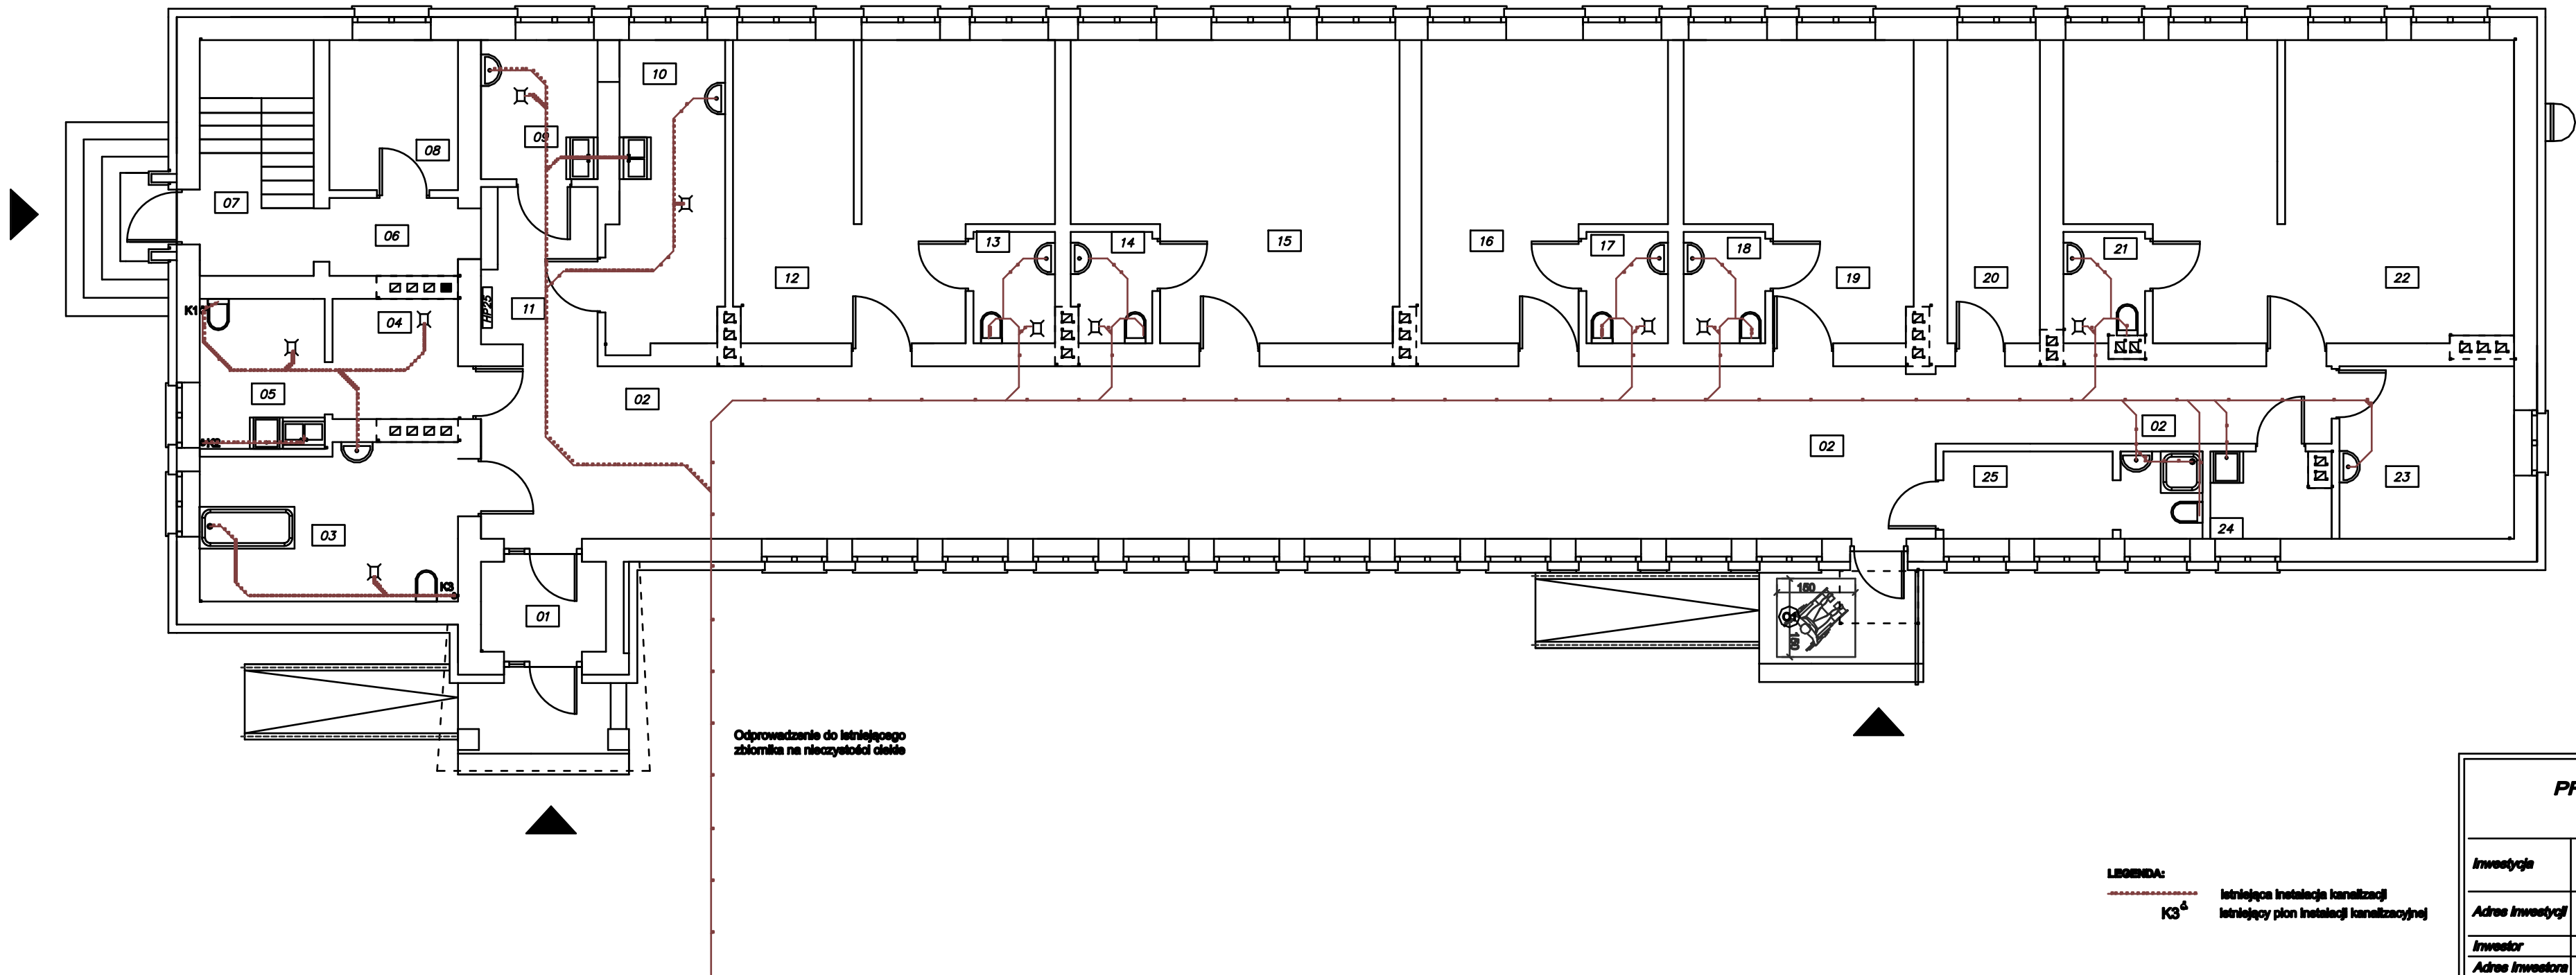 10
09
08
07
06
13
14
15
16
17
18
19
20
21
22
12
HP25
11
K1
04
05
02
K2
02
02
03
25
23
24
K3
01
150
150
Odprowadzenie do istniejącego
zbiornika na nieczystości ciekłe
PR
LEGENDA:
istniejąca instalacja kanalizacji
K3
istniejący pion instalacji kanalizacyjnej
Inwestycja
Adres inwestycji
Inwestor
Adres inwestora